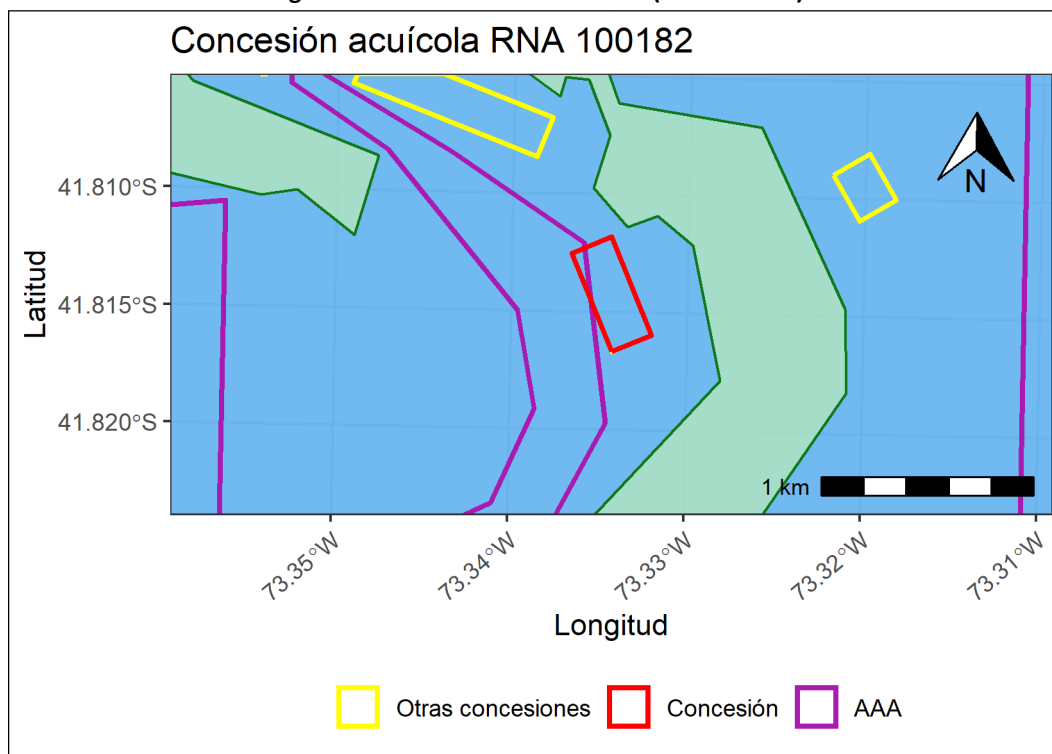 Concesión acuícola RNA 100182
41.810°S
41.815°S
41.820°S
Latitud
N
1 km
73.35°W
73.34°W
73.33°W
73.32°W
73.31°W
Longitud
Otras concesiones
Concesión
AAA